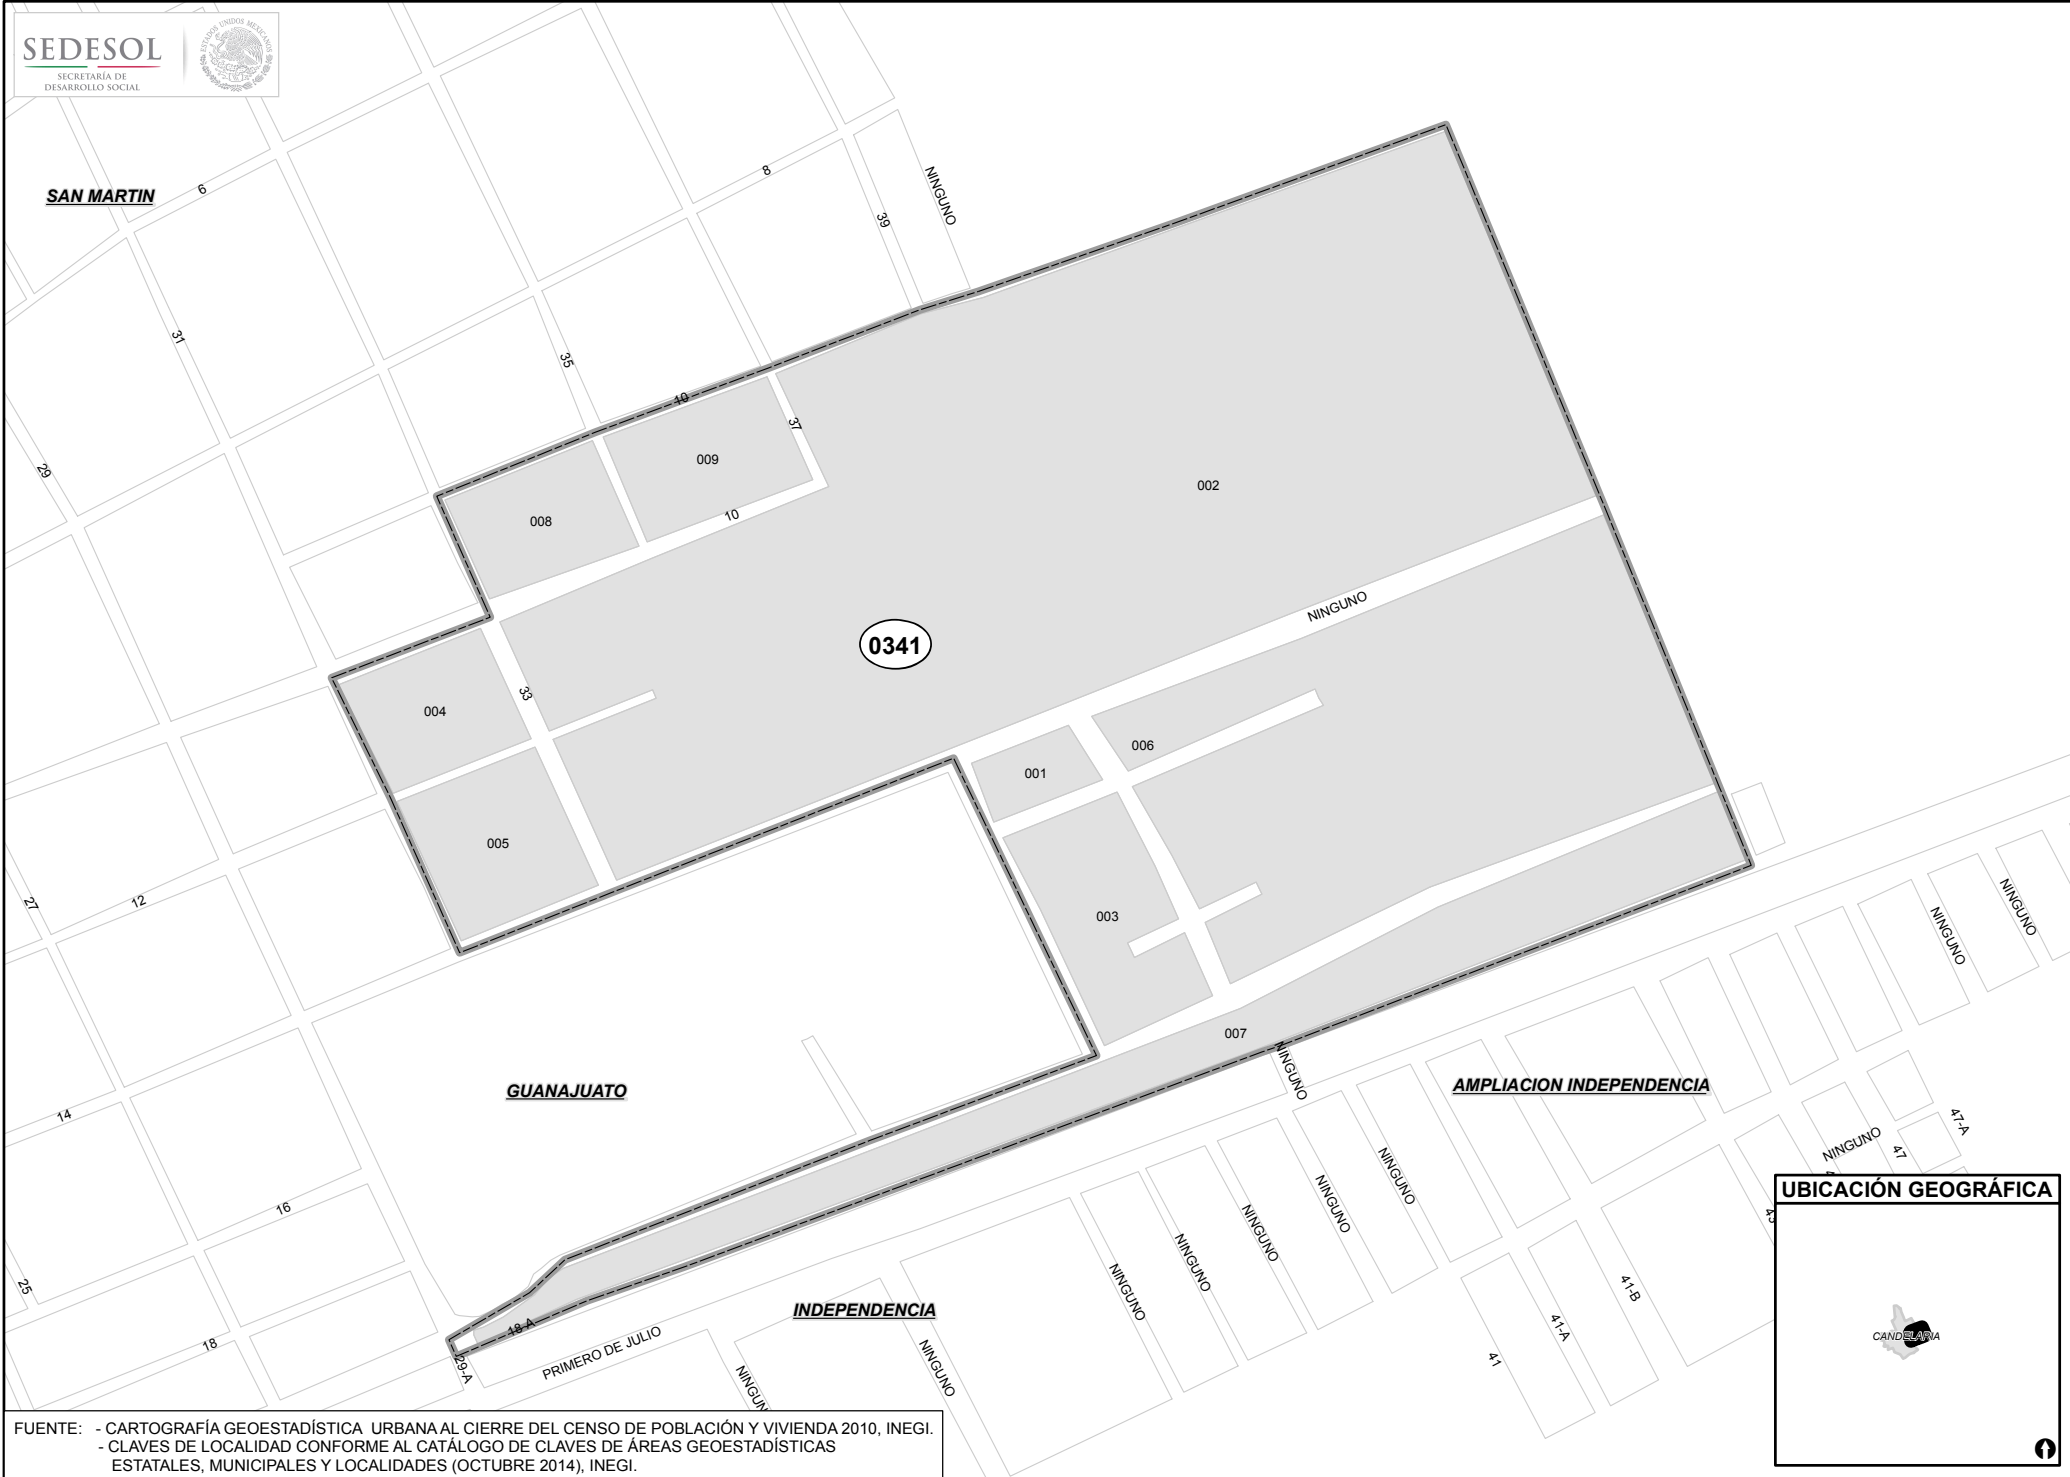 SEDESOL
SECRETARÍA DE
DESARROLLO SOCIAL
ESTADOS UNIDOS MEXICANOS
SAN MARTIN
6
8
39
NINGUNO
31
35
29
10
37
009
008
10
002
NINGUNO
0341
004
33
005
001
006
003
007
27
12
NINGUNO
NINGUNO
GUANAJUATO
NINGUNO
AMPLIACION INDEPENDENCIA
14
16
25
18
47-A
NINGUNO
47
NINGUNO
NINGUNO
NINGUNO
NINGUNO
NINGUNO
41-B
41-A
41
INDEPENDENCIA
18-A
29-A
PRIMERO DE JULIO
NINGUNO
UBICACIÓN GEOGRÁFICA
CANDELARIA
FUENTE: - CARTOGRAFÍA GEOESTADÍSTICA URBANA AL CIERRE DEL CENSO DE POBLACIÓN Y VIVIENDA 2010, INEGI.
- CLAVES DE LOCALIDAD CONFORME AL CATÁLOGO DE CLAVES DE ÁREAS GEOESTADÍSTICAS
ESTATALES, MUNICIPALES Y LOCALIDADES (OCTUBRE 2014), INEGI.